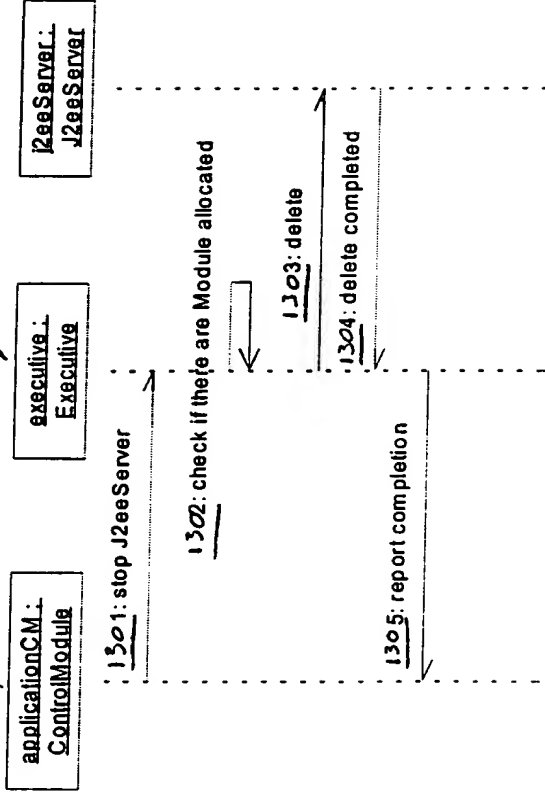 applicationCM :
ControlModule
executive :
Executive
j2eeServer :
J2eeServer
1301: stop J2eeServer
1302: check if there are Module allocated
1303: delete
1304: delete completed
1305: report completion